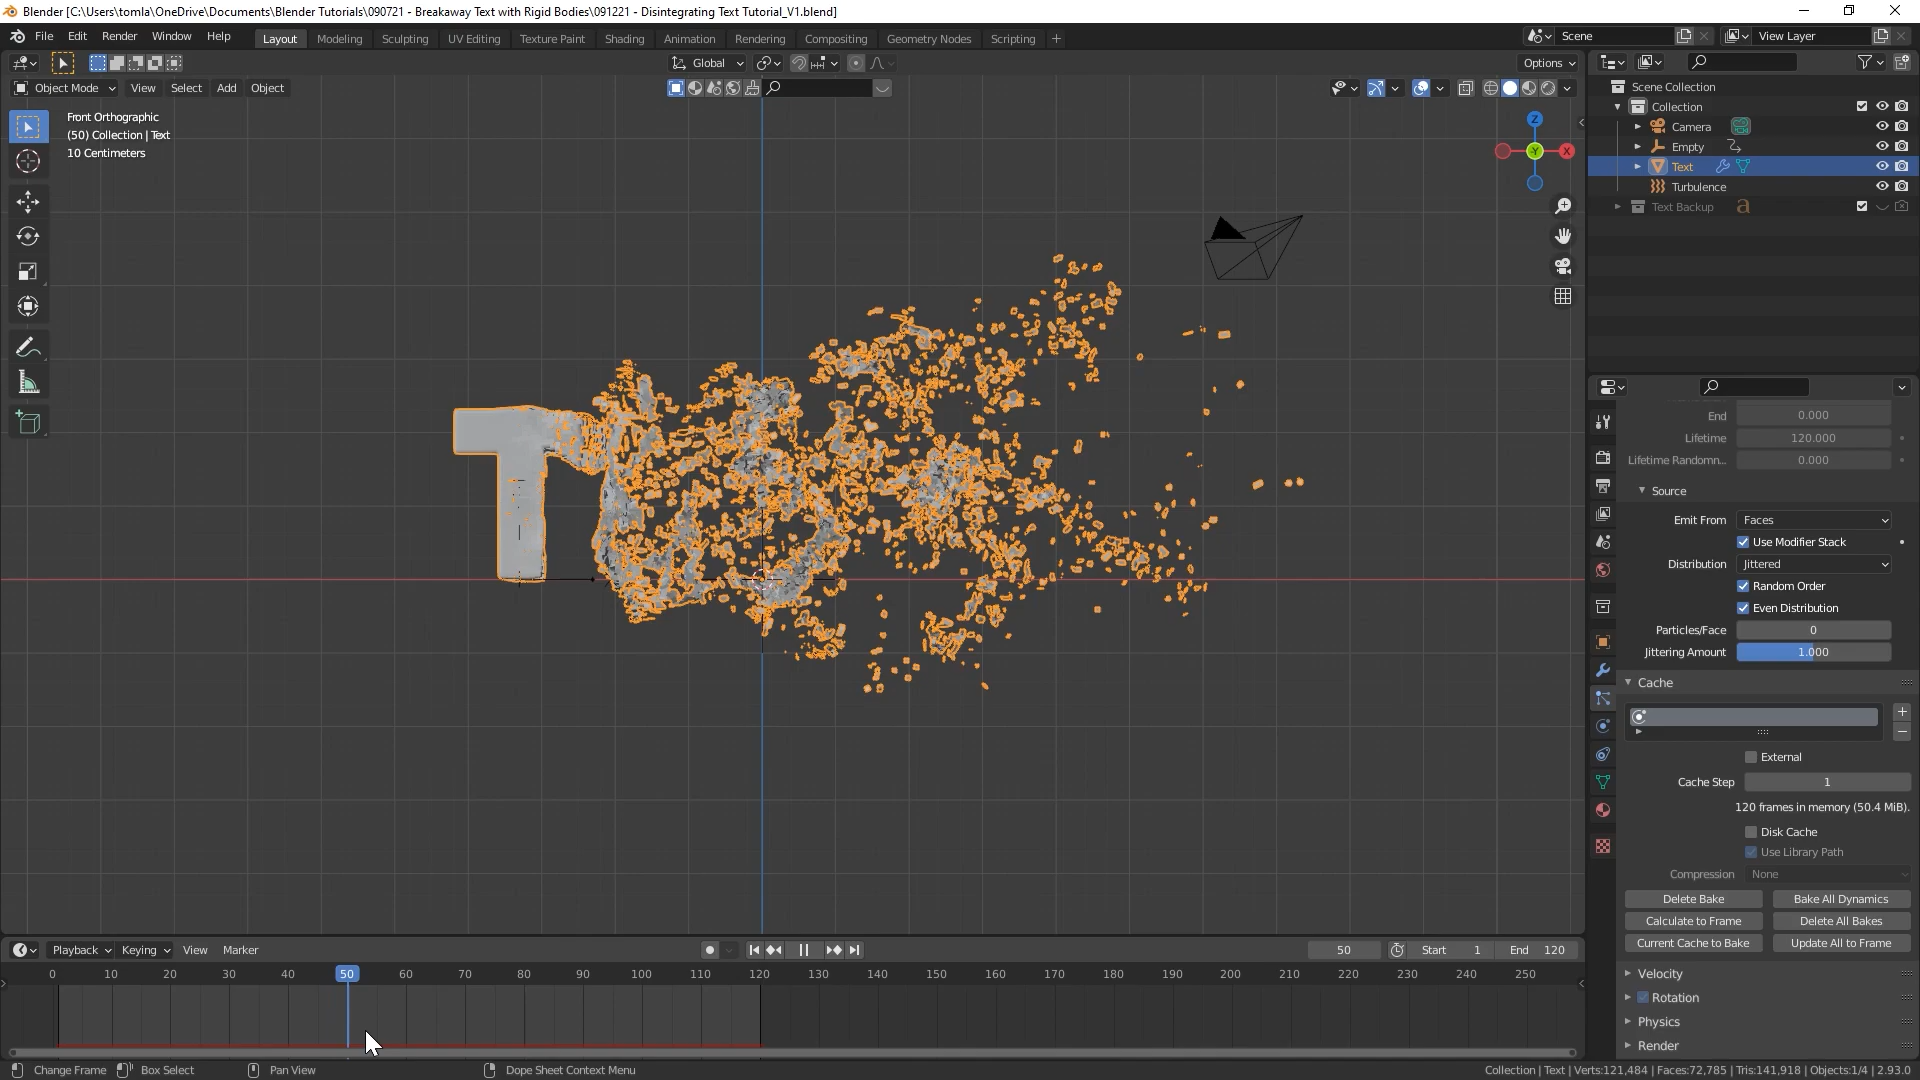 Blender [C:\Users\tomla\OneDrive\Documents\Blender Tutorials\090721 - Breakaway Text with Rigid Bodies\091221 - Disintegrating Text Tutorial_V1.blend]
File Edit Render Window Help Layout Modeling Sculpting UV Editing Texture Paint Shading Animation Rendering Compositing Geometry Nodes Scripting + Scene View Layer
Global Options
Object Mode View Select Add Object
Front Orthographic
(50) Collection | Text
10 Centimeters
Z
-Y X
Scene Collection
Collection
Camera
Empty
Text
Turbulence
Text Backup a
End 0.000
Lifetime 120.000
Lifetime Randomn... 0.000
Source
Emit From Faces
Use Modifier Stack
Distribution Jittered
Random Order
Even Distribution
Particles/Face 0
Jittering Amount 1.000
Cache
External
Cache Step 1
120 frames in memory (50.4 MiB).
Disk Cache
Use Library Path
Compression None
Delete Bake Bake All Dynamics
Calculate to Frame Delete All Bakes
Current Cache to Bake Update All to Frame
Velocity
Rotation
Physics
Render
Playback Keying View Marker 50 Start 1 End 120
0 10 20 30 40 50 60 70 80 90 100 110 120 130 140 150 160 170 180 190 200 210 220 230 240 250
Change Frame Box Select Pan View Dope Sheet Context Menu Collection | Text | Verts:121,484 | Faces:72,785 | Tris:141,918 | Objects:1/4 | 2.93.0